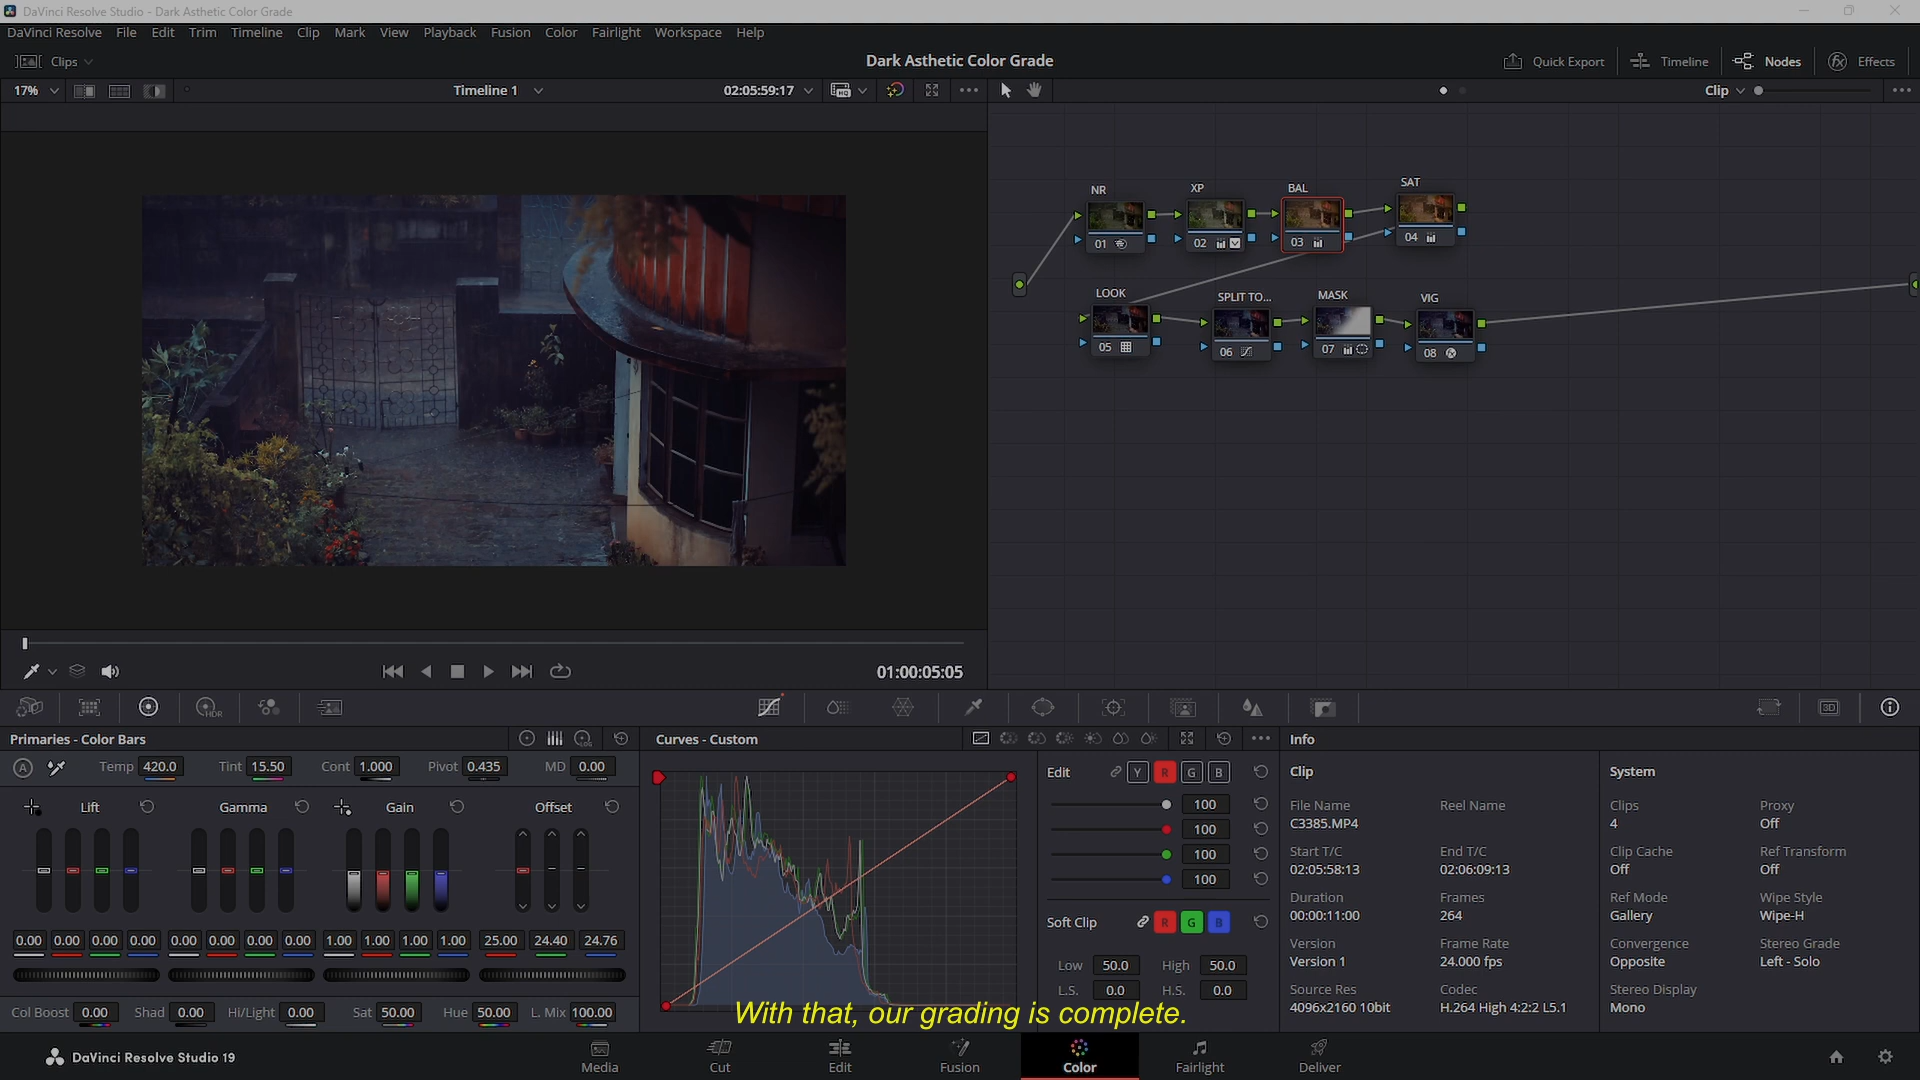 DaVinci Resolve Studio - Dark Asthetic Color Grade
DaVinci Resolve File Edit Trim Timeline Clip Mark View Playback Fusion Color Fairlight Workspace Help
Clips
Dark Asthetic Color Grade
Quick Export Timeline Nodes Effects
17%
Timeline 1
02:05:59:17
Clip
NR XP BAL SAT
01 02 03 04
LOOK SPLIT TO... MASK VIG
05 06 07 08
01:00:05:05
HDR
3D
Primaries - Color Bars
LOG
A
Temp 420.0 Tint 15.50 Cont 1.000 Pivot 0.435 MD 0.00
Lift Gamma Gain Offset
0.00 0.00 0.00 0.00 0.00 0.00 0.00 0.00 1.00 1.00 1.00 1.00 25.00 24.40 24.76
Col Boost 0.00 Shad 0.00 Hi/Light 0.00 Sat 50.00 Hue 50.00 L. Mix 100.00
Curves - Custom
Edit Y R G B
100
100
100
100
Soft Clip R G B
Low 50.0 High 50.0
L.S. 0.0 H.S. 0.0
Info
Clip
File Name Reel Name
C3385.MP4
Start T/C End T/C
02:05:58:13 02:06:09:13
Duration Frames
00:00:11:00 264
Version Frame Rate
Version 1 24.000 fps
Source Res Codec
4096x2160 10bit H.264 High 4:2:2 L5.1
System
Clips Proxy
4 Off
Clip Cache Ref Transform
Off Off
Ref Mode Wipe Style
Gallery Wipe-H
Convergence Stereo Grade
Opposite Left - Solo
Stereo Display
Mono
With that, our grading is complete.
DaVinci Resolve Studio 19
Media Cut Edit Fusion Color Fairlight Deliver